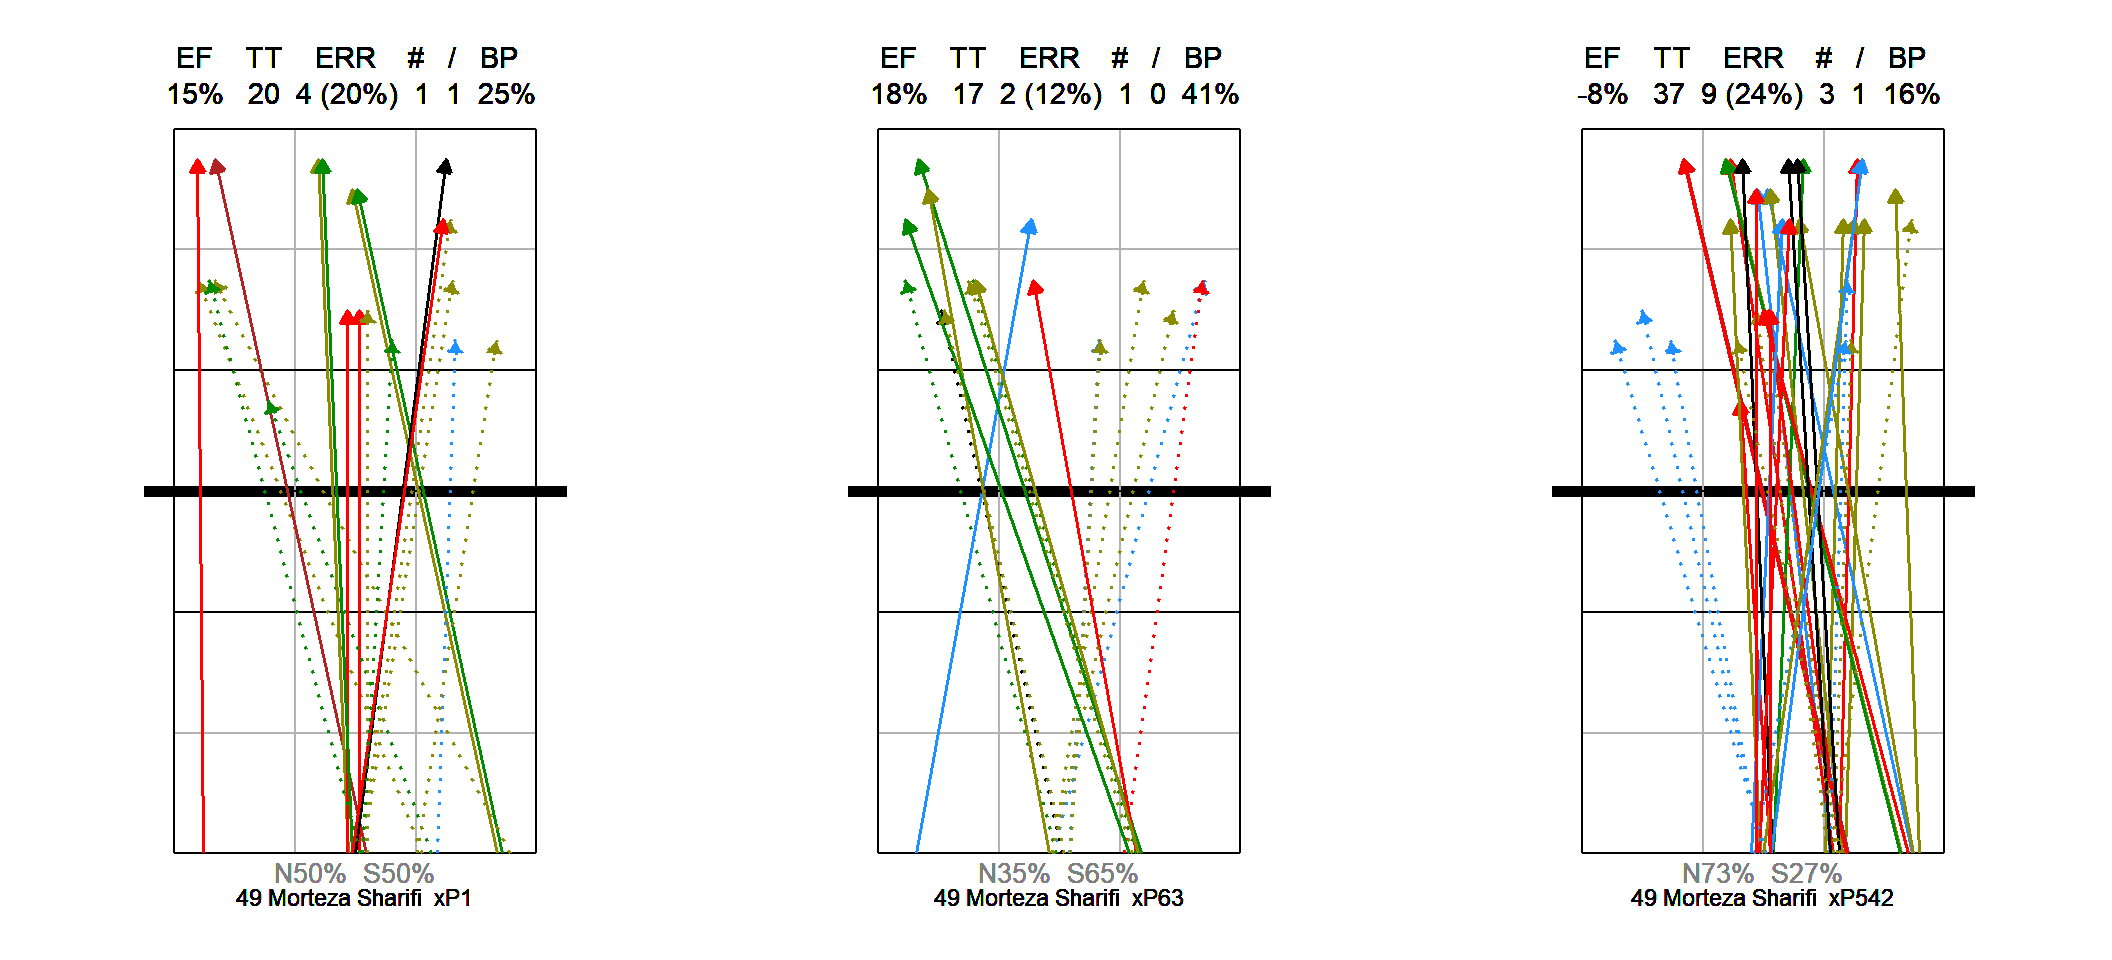 EF TT ERR # / BP
15% 20 4 (20%) 1 1 25%
N50% S50%
49 Morteza Sharifi xP1
EF TT ERR # / BP
18% 17 2 (12%) 1 0 41%
N35% S65%
49 Morteza Sharifi xP63
EF TT ERR # / BP
-8% 37 9 (24%) 3 1 16%
N73% S27%
49 Morteza Sharifi xP542